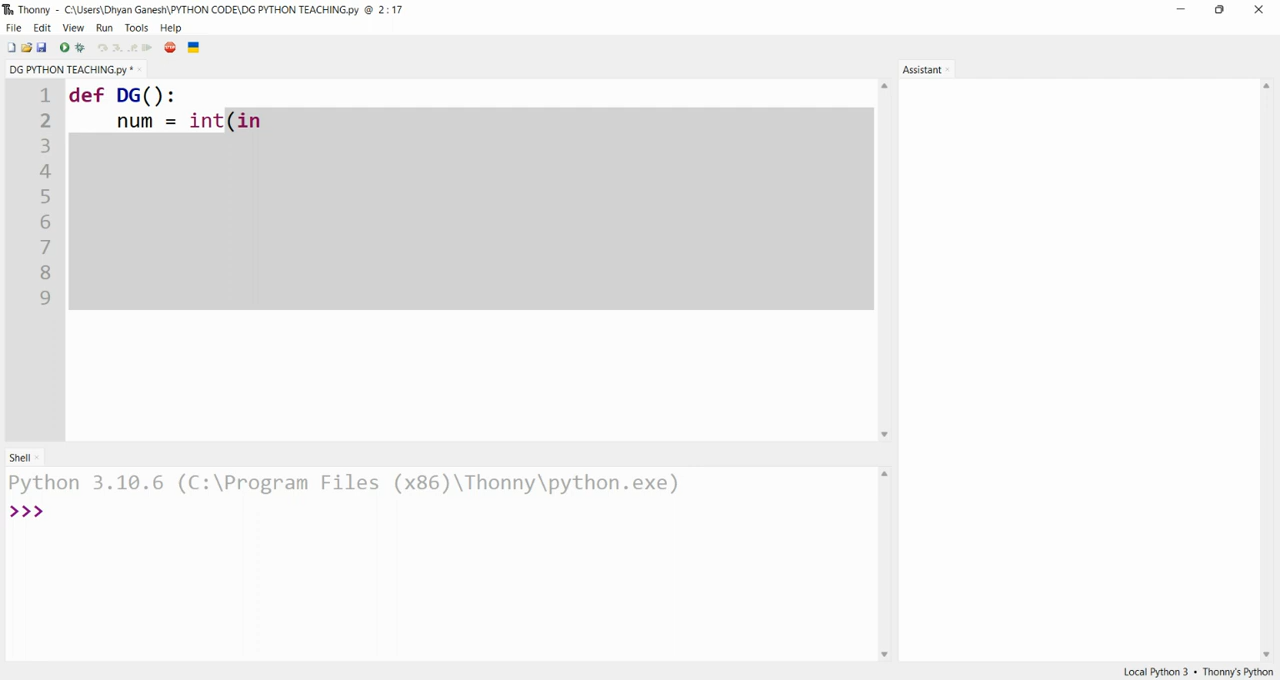 Thonny - C:\Users\Dhyan Ganesh\PYTHON CODE\DG PYTHON TEACHING.py @ 2 : 17
File Edit View Run Tools Help
DG PYTHON TEACHING.py * ×
1 def DG():
2     num = int(in
3
4
5
6
7
8
9
Shell ×
Python 3.10.6 (C:\Program Files (x86)\Thonny\python.exe)
>>>
Assistant ×
Local Python 3 • Thonny's Python